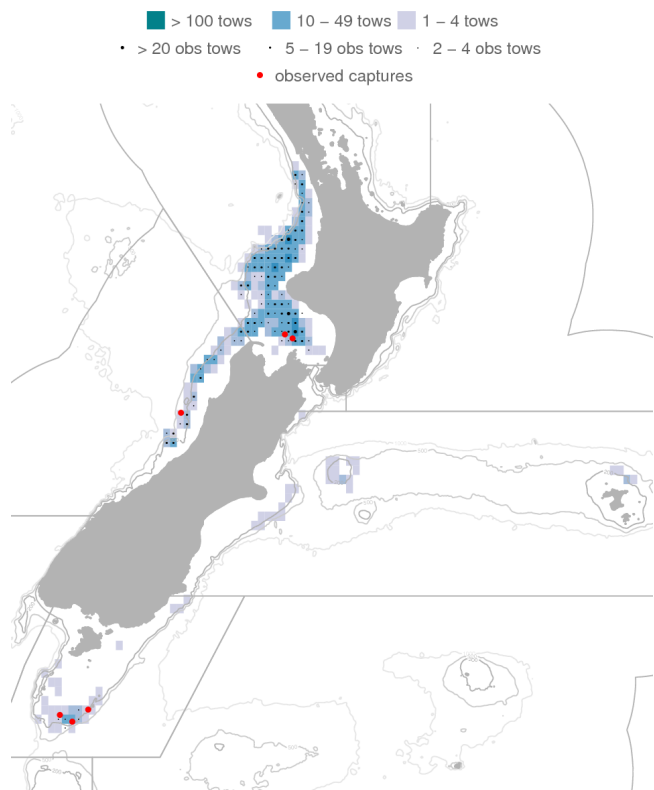 > 100 tows 10 – 49 tows 1 – 4 tows
> 20 obs tows 5 – 19 obs tows 2 – 4 obs tows
observed captures